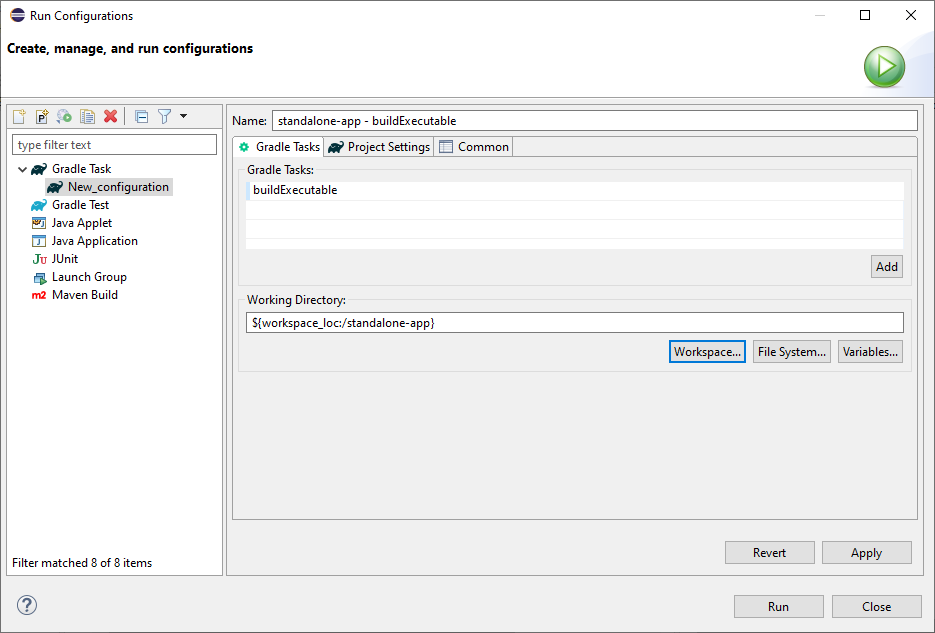 Run Configurations
Create, manage, and run configurations
type filter text
Gradle Task
New_configuration
Gradle Test
Java Applet
Java Application
Ju JUnit
Launch Group
m2 Maven Build
Filter matched 8 of 8 items
Name: standalone-app - buildExecutable
Gradle Tasks Project Settings Common
Gradle Tasks:
buildExecutable
Add
Working Directory:
${workspace_loc:/standalone-app}
Workspace... File System... Variables...
Revert Apply
? Run Close